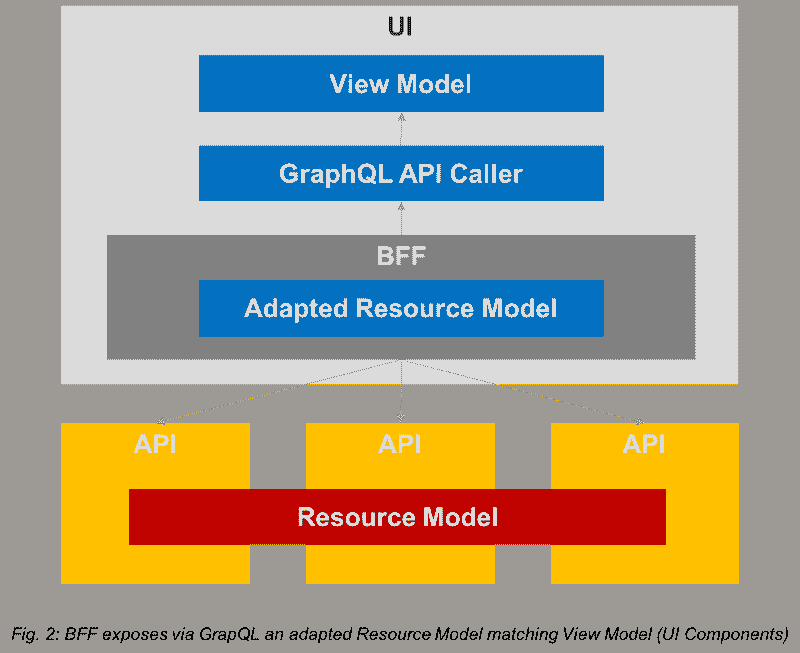 UI
View Model
GraphQL API Caller
BFF
Adapted Resource Model
API API API
Resource Model
Fig. 2: BFF exposes via GrapQL an adapted Resource Model matching View Model (UI Components)